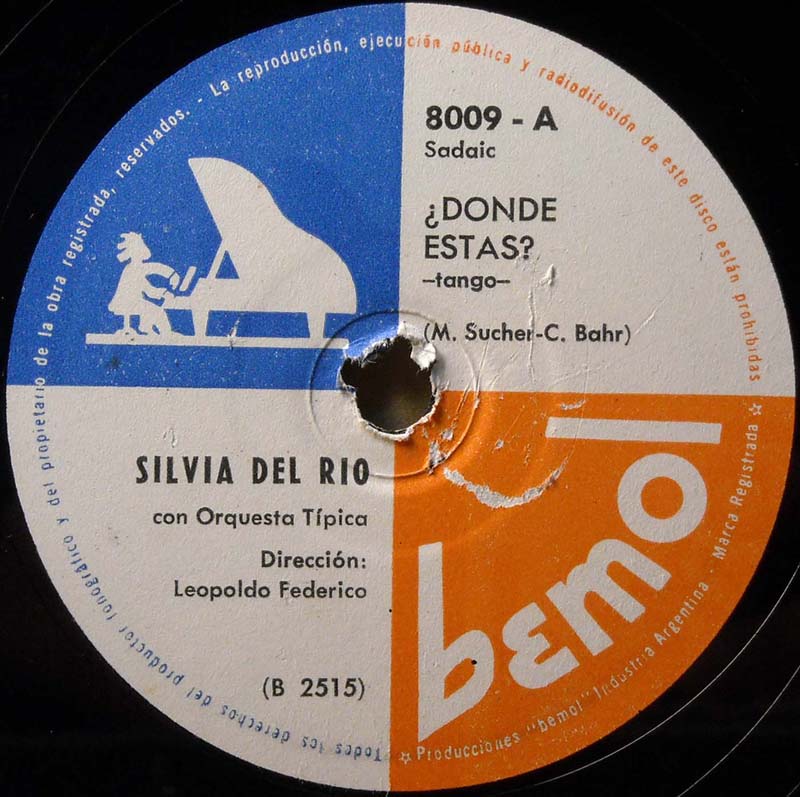 8009 - A
Sadaic
¿DONDE
ESTAS?
–tango–
(M. Sucher-C. Bahr)
SILVIA DEL RIO
con Orquesta Típica
Dirección:
Leopoldo Federico
(B 2515)
bemol
Todos los derechos del productor fonográfico y del propietario de la obra registrada, reservados. - La reproducción, ejecución pública y radiodifusión de este disco están prohibidas
☆ Producciones "bemol" Industria Argentina - Marca Registrada ☆